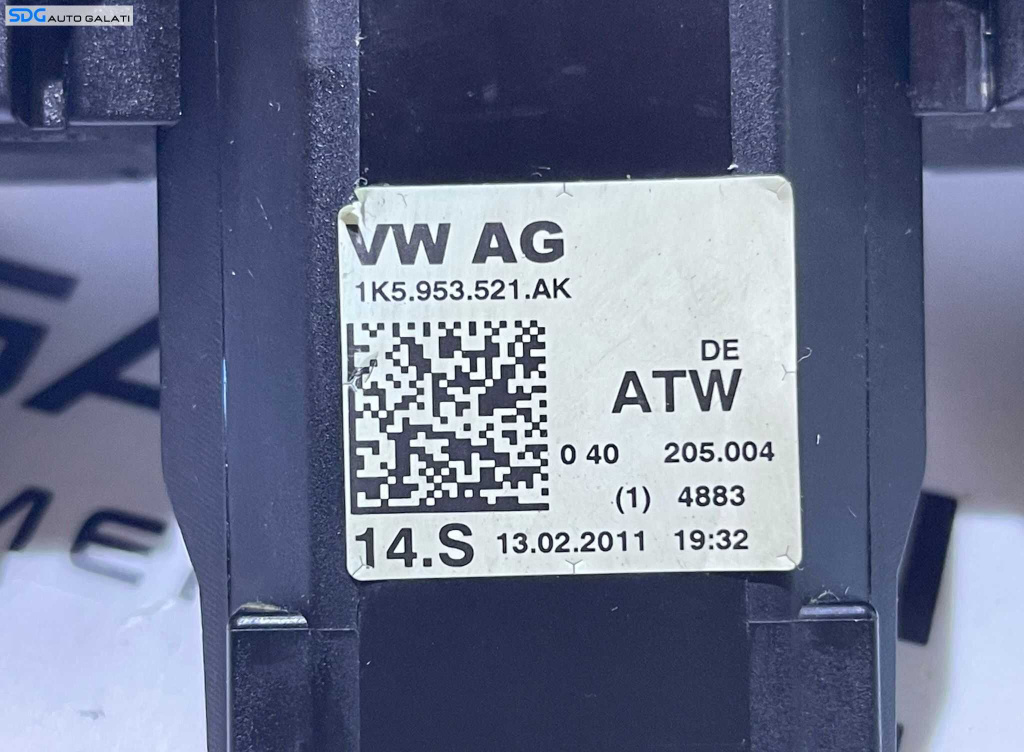 SDG AUTO GALATI
VW AG
1K5.953.521.AK
DE
ATW
0 40 205.004
(1) 4883
14.S 13.02.2011 19:32